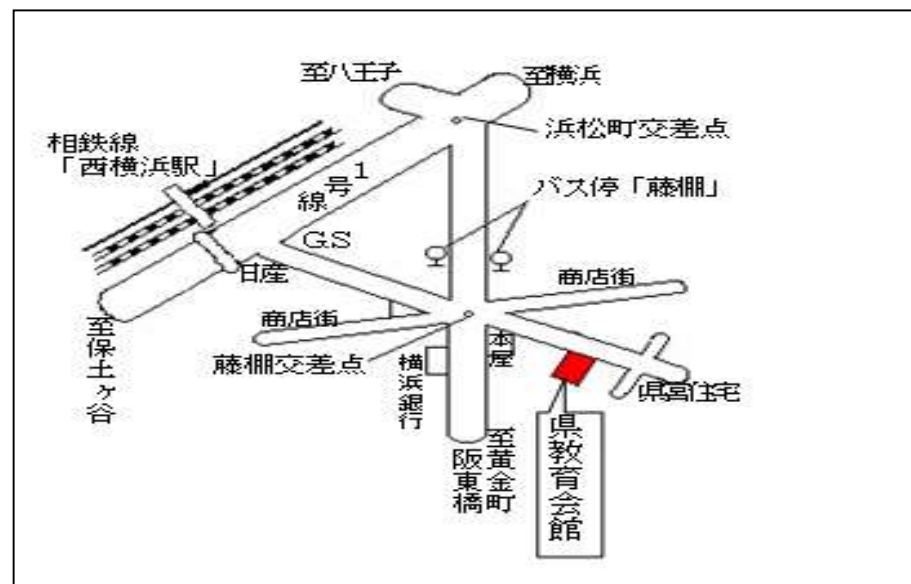 至八王子
至横浜
浜松町交差点
相鉄線
「西横浜駅」
1号線
バス停「藤棚」
GS
日産
商店街
商店街
至保土ヶ谷
藤棚交差点
横浜銀行
本屋
県営住宅
至黄金町
阪東橋
県教育会館